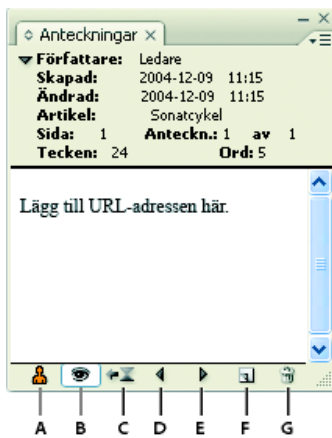 Anteckningar
Författare: Ledare
Skapad: 2004-12-09 11:15
Ändrad: 2004-12-09 11:15
Artikel: Sonatcykel
Sida: 1 Anteckn.: 1 av 1
Tecken: 24 Ord: 5
Lägg till URL-adressen här.
A B C D E F G